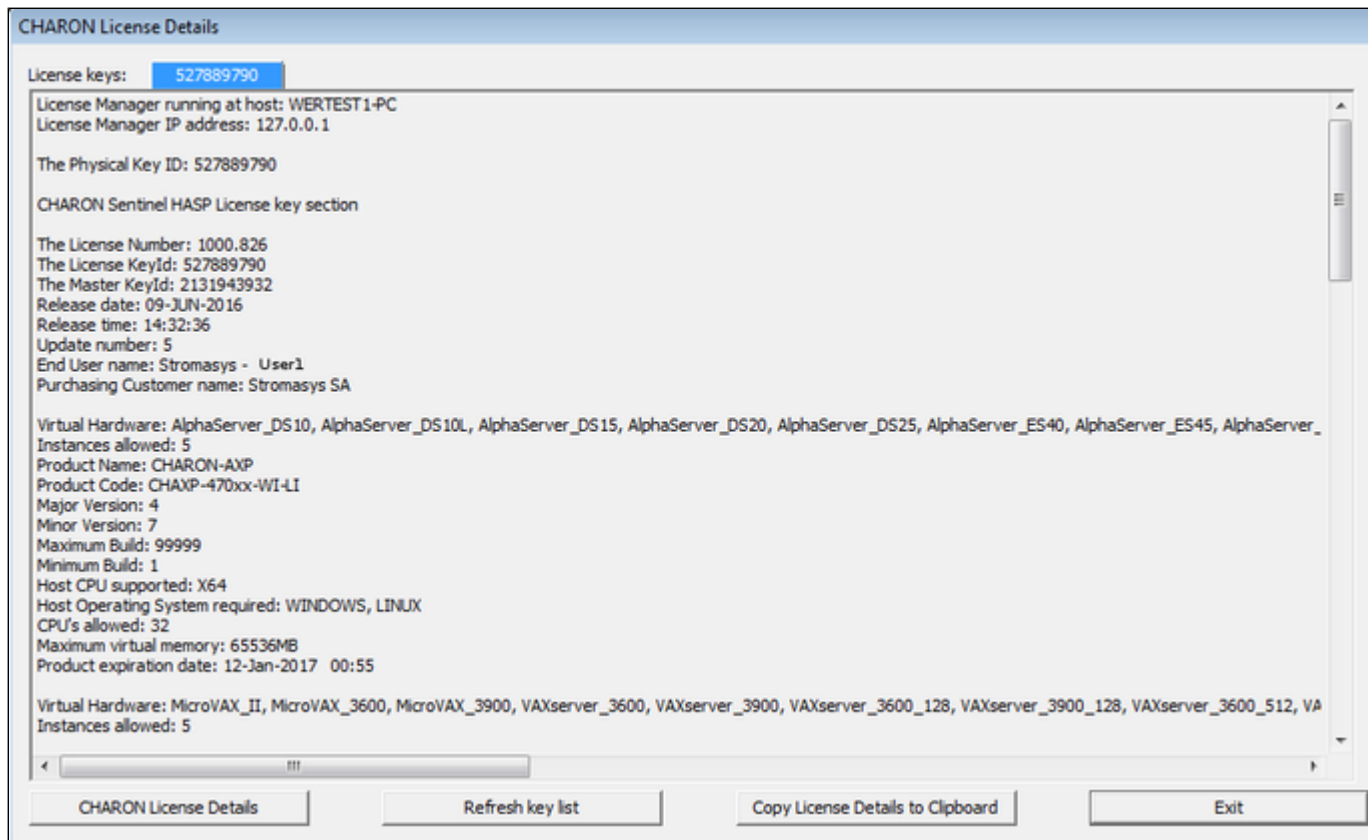 CHARON License Details
License keys: 527889790
License Manager running at host: WERTEST1-PC
License Manager IP address: 127.0.0.1
The Physical Key ID: 527889790
CHARON Sentinel HASP License key section
The License Number: 1000.826
The License KeyId: 527889790
The Master KeyId: 2131943932
Release date: 09-JUN-2016
Release time: 14:32:36
Update number: 5
End User name: Stromasys - User1
Purchasing Customer name: Stromasys SA
Virtual Hardware: AlphaServer_DS10, AlphaServer_DS10L, AlphaServer_DS15, AlphaServer_DS20, AlphaServer_DS25, AlphaServer_ES40, AlphaServer_ES45, AlphaServer_
Instances allowed: 5
Product Name: CHARON-AXP
Product Code: CHAXP-470xx-WI-LI
Major Version: 4
Minor Version: 7
Maximum Build: 99999
Minimum Build: 1
Host CPU supported: X64
Host Operating System required: WINDOWS, LINUX
CPU's allowed: 32
Maximum virtual memory: 65536MB
Product expiration date: 12-Jan-2017 00:55
Virtual Hardware: MicroVAX_II, MicroVAX_3600, MicroVAX_3900, VAXserver_3600, VAXserver_3900, VAXserver_3600_128, VAXserver_3900_128, VAXserver_3600_512, VA
Instances allowed: 5
CHARON License Details Refresh key list Copy License Details to Clipboard Exit